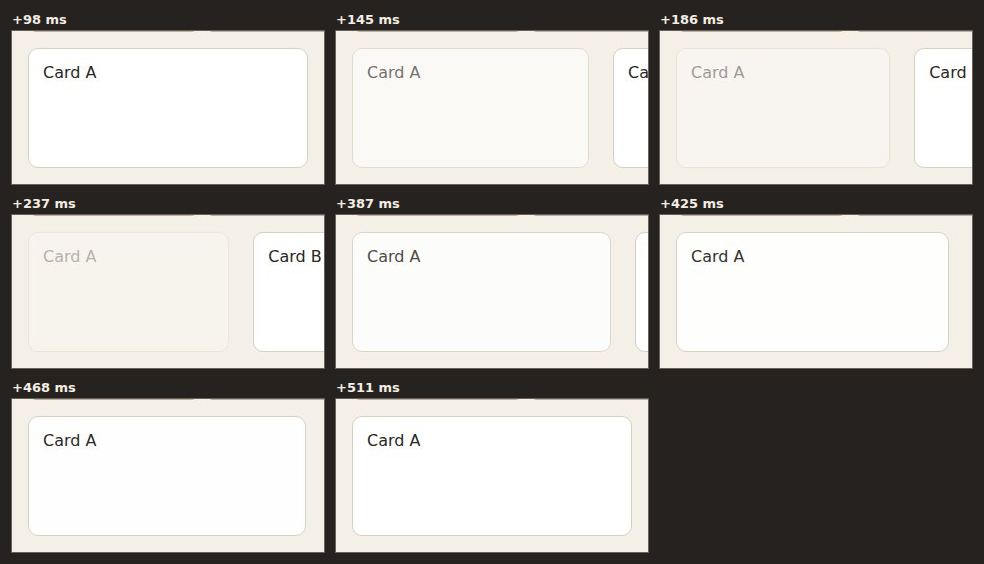 +98 ms
+145 ms
+186 ms
Card A
Card A
Ca
Card A
Card
+237 ms
+387 ms
+425 ms
Card A
Card B
Card A
Card A
+468 ms
+511 ms
Card A
Card A